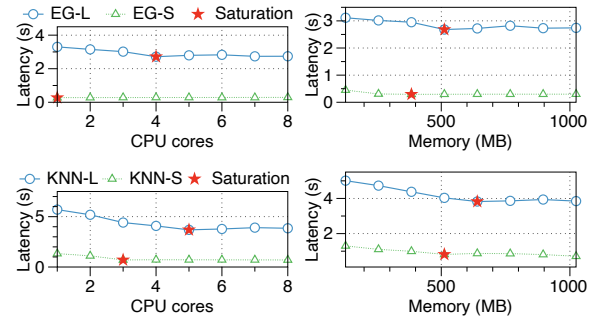 EG-L EG-S Saturation
Latency (s)
4
2
0
2 4 6 8
CPU cores
Latency (s)
3
2
1
0
500 1000
Memory (MB)
KNN-L KNN-S Saturation
Latency (s)
5
0
2 4 6 8
CPU cores
Latency (s)
4
2
500 1000
Memory (MB)